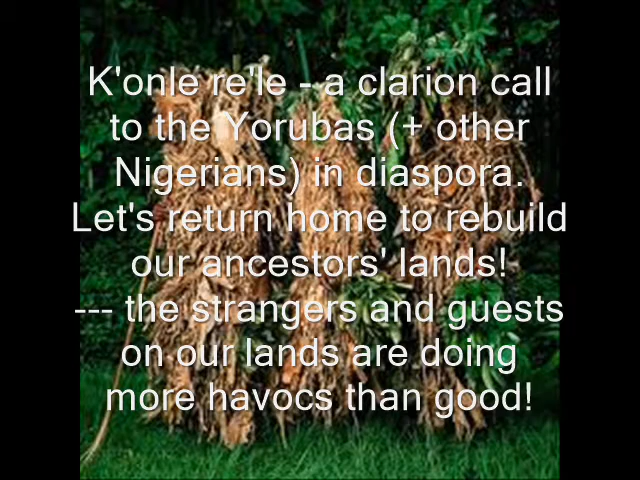 K'onle re'le - a clarion call
to the Yorubas (+ other
Nigerians) in diaspora.
Let's return home to rebuild
our ancestors' lands!
--- the strangers and guests
on our lands are doing
more havocs than good!